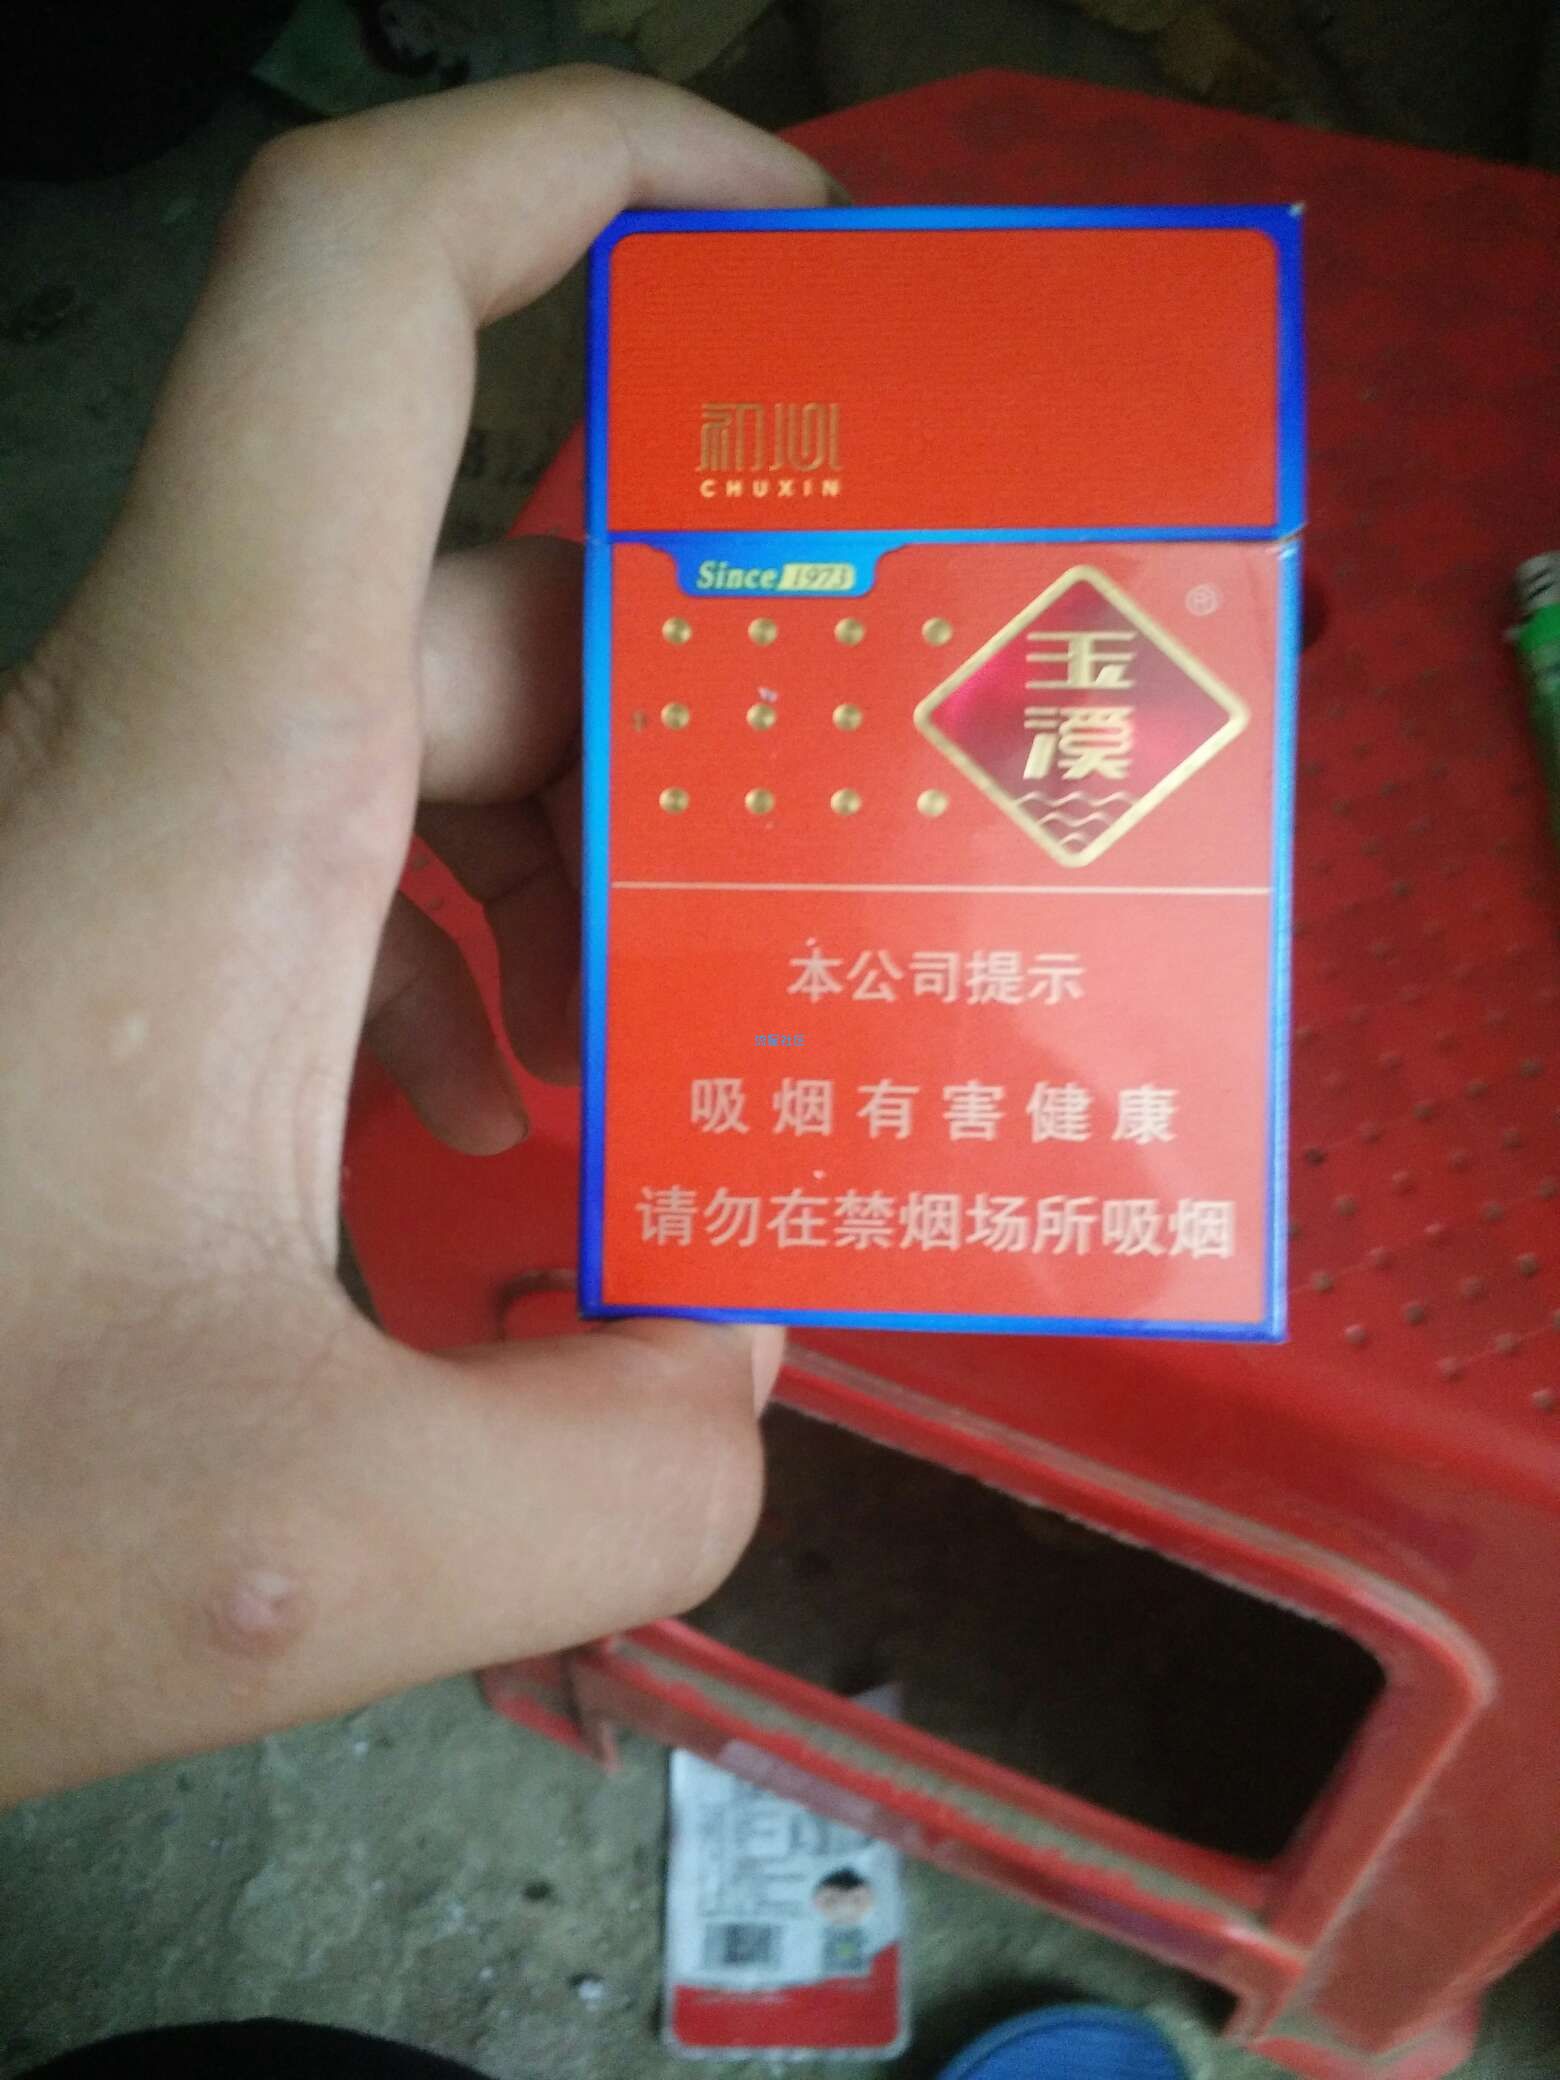 初心
CHUXIN
Since 1973
®
玉溪
本公司提示
吸烟有害健康
请勿在禁烟场所吸烟